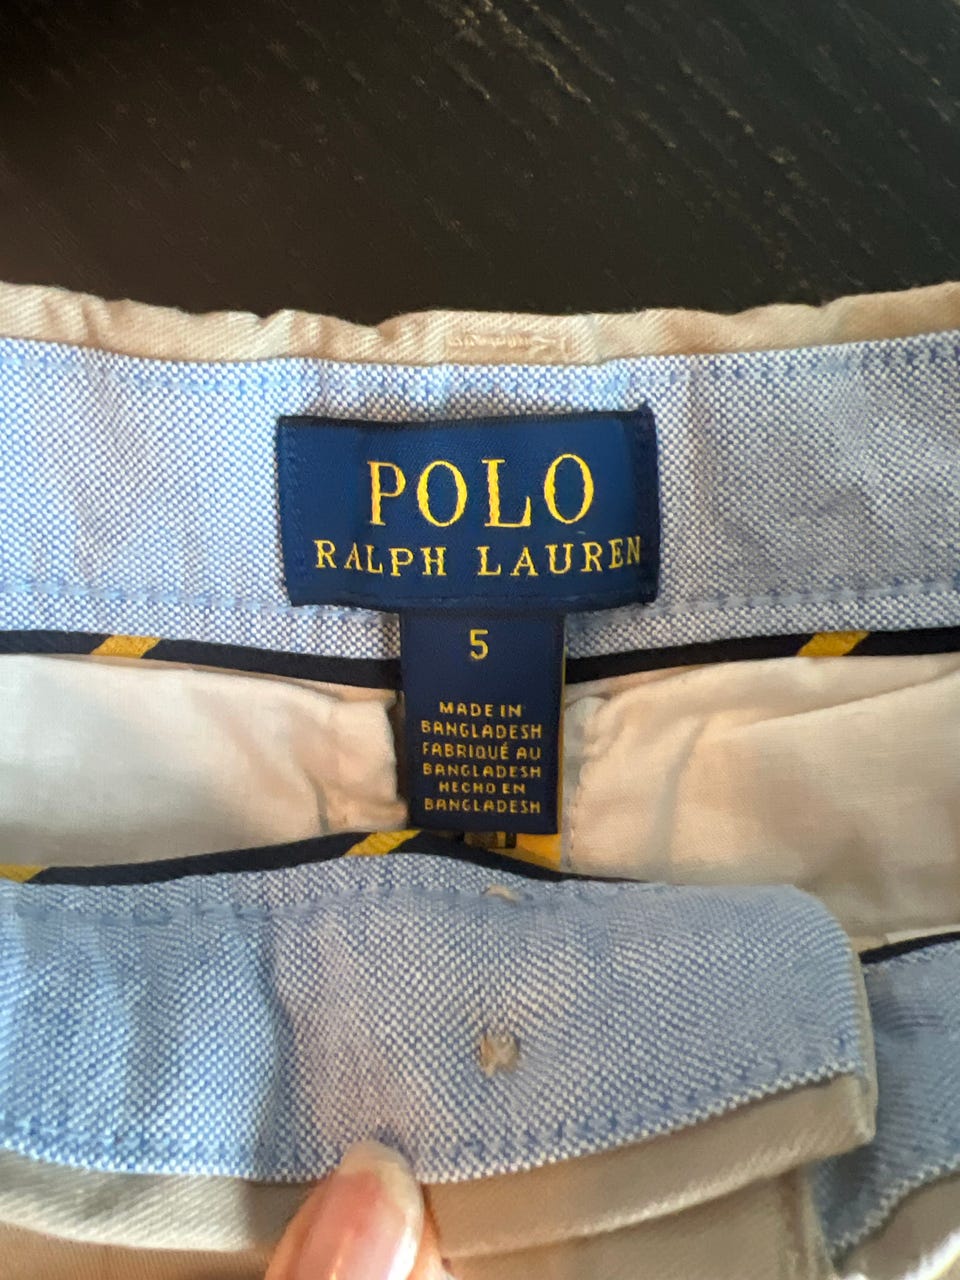 POLO
RALPH LAUREN
5
MADE IN
BANGLADESH
FABRIQUÉ AU
BANGLADESH
HECHO EN
BANGLADESH